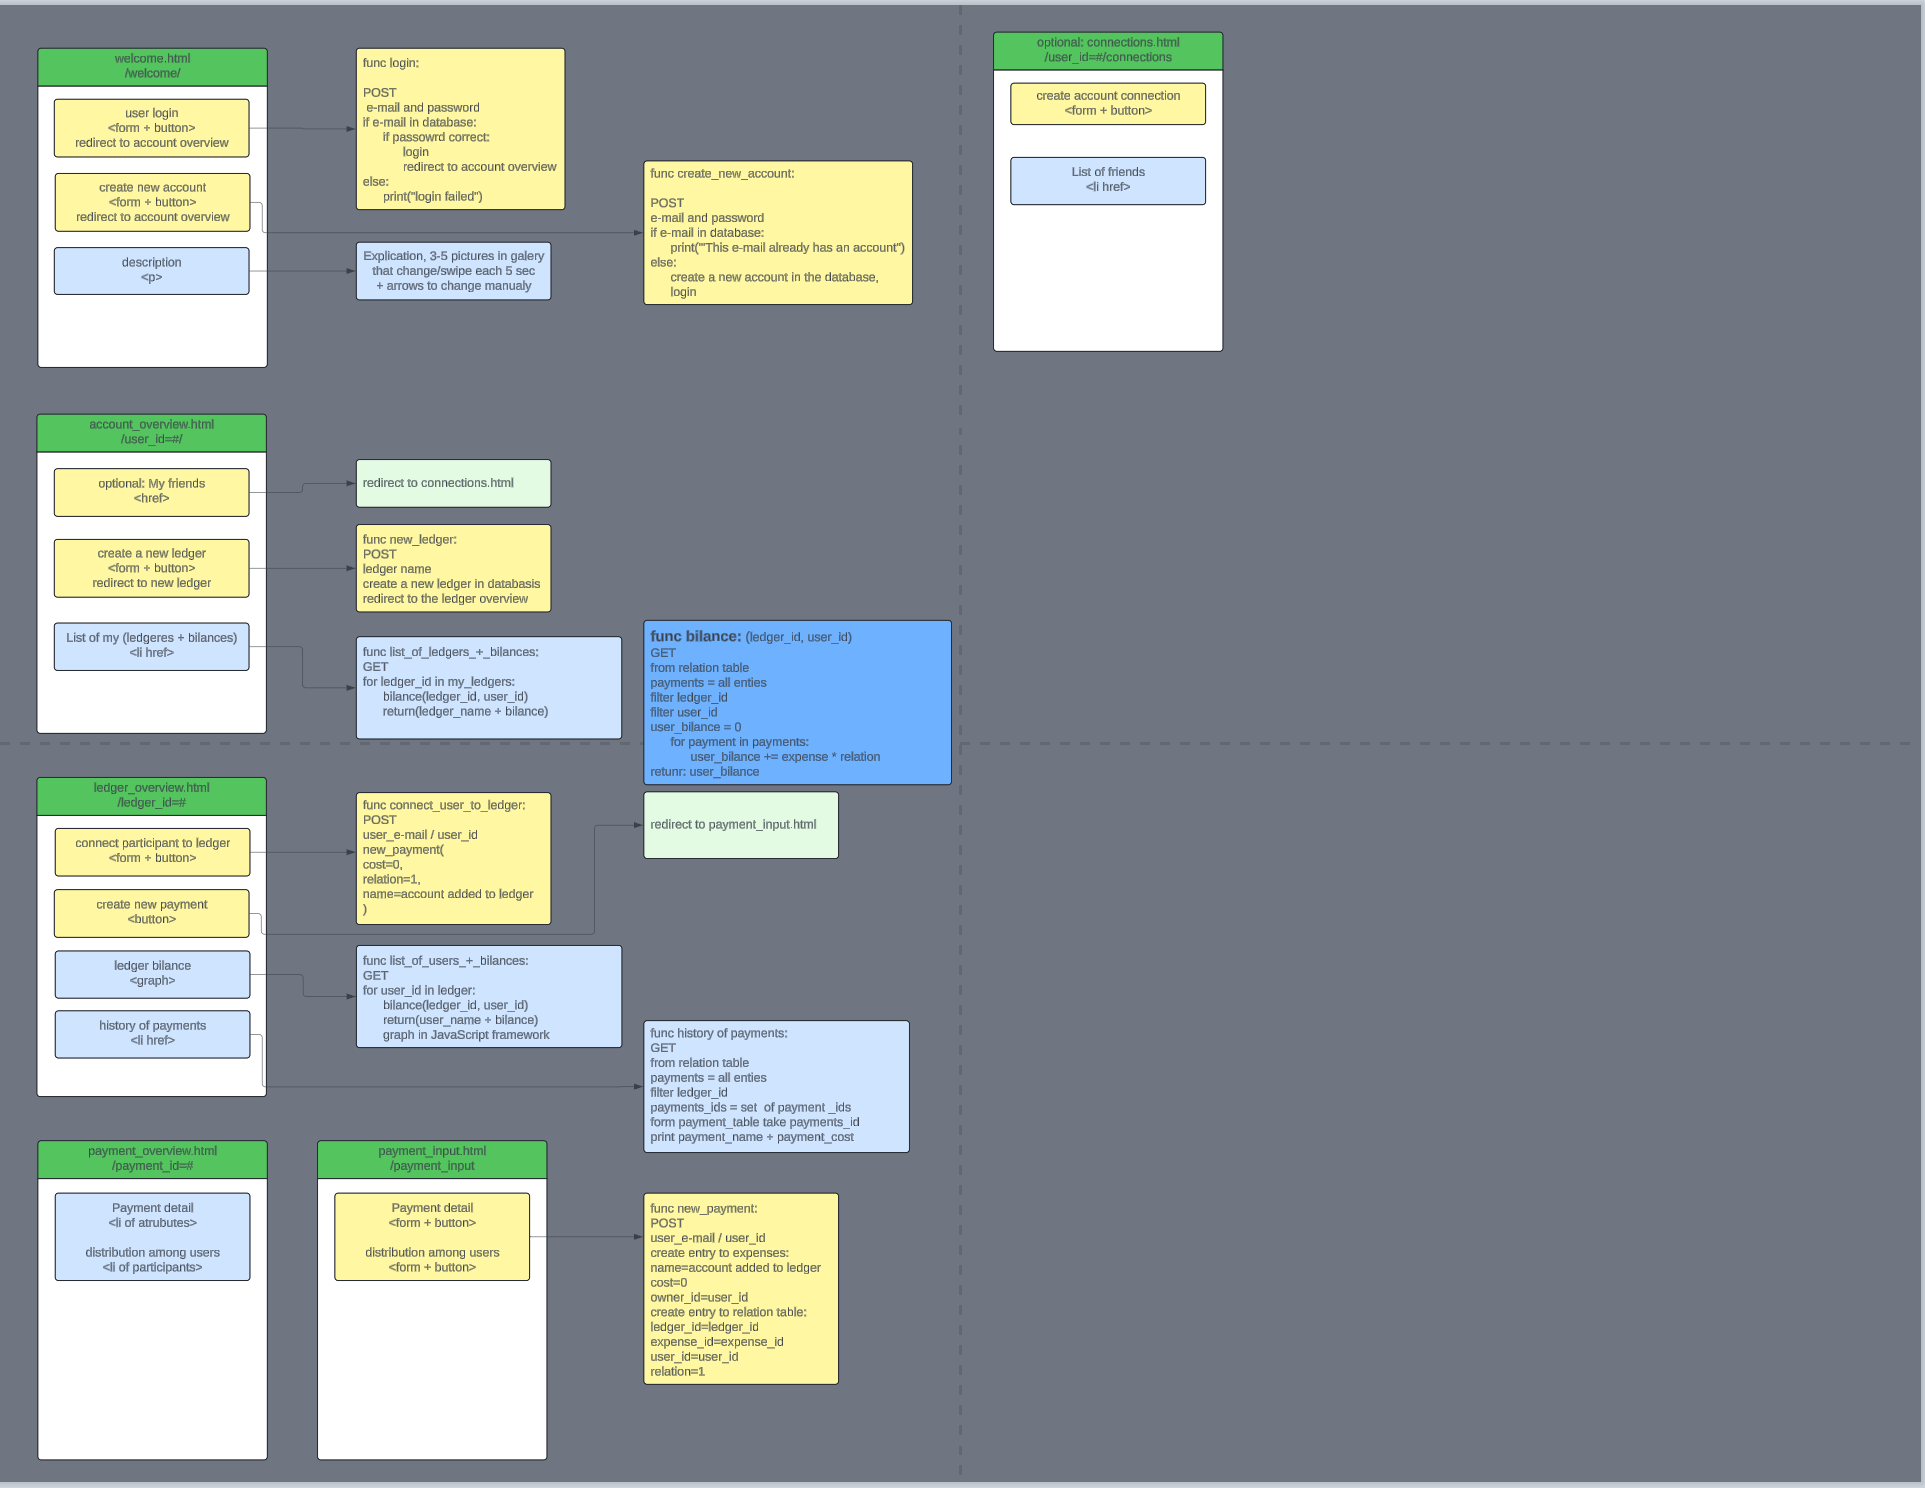 welcome.html
/welcome/
user login
<form + button>
redirect to account overview
create new account
<form + button>
redirect to account overview
description
<p>
func login:
POST
e-mail and password
if e-mail in database:
if passowrd correct:
login
redirect to account overview
else:
print("login failed")
Explication, 3-5 pictures in galery
that change/swipe each 5 sec
+ arrows to change manualy
func create_new_account:
POST
e-mail and password
if e-mail in database:
print("'This e-mail already has an account")
else:
create a new account in the database,
login
optional: connections.html
/user_id=#/connections
create account connection
<form + button>
List of friends
<li href>
account_overview.html
/user_id=#/
optional: My friends
<href>
create a new ledger
<form + button>
redirect to new ledger
List of my (ledgeres + bilances)
<li href>
redirect to connections.html
func new_ledger:
POST
ledger name
create a new ledger in databasis
redirect to the ledger overview
func list_of_ledgers_+_bilances:
GET
for ledger_id in my_ledgers:
bilance(ledger_id, user_id)
return(ledger_name + bilance)
func bilance: (ledger_id, user_id)
GET
from relation table
payments = all enties
filter ledger_id
filter user_id
user_bilance = 0
for payment in payments:
user_bilance += expense * relation
retunr: user_bilance
ledger_overview.html
/ledger_id=#
connect participant to ledger
<form + button>
create new payment
<button>
ledger bilance
<graph>
history of payments
<li href>
func connect_user_to_ledger:
POST
user_e-mail / user_id
new_payment(
cost=0,
relation=1,
name=account added to ledger
)
redirect to payment_input.html
func list_of_users_+_bilances:
GET
for user_id in ledger:
bilance(ledger_id, user_id)
return(user_name + bilance)
graph in JavaScript framework
func history of payments:
GET
from relation table
payments = all enties
filter ledger_id
payments_ids = set  of payment _ids
form payment_table take payments_id
print payment_name + payment_cost
payment_overview.html
/payment_id=#
Payment detail
<li of atrubutes>
distribution among users
<li of participants>
payment_input.html
/payment_input
Payment detail
<form + button>
distribution among users
<form + button>
func new_payment:
POST
user_e-mail / user_id
create entry to expenses:
name=account added to ledger
cost=0
owner_id=user_id
create entry to relation table:
ledger_id=ledger_id
expense_id=expense_id
user_id=user_id
relation=1